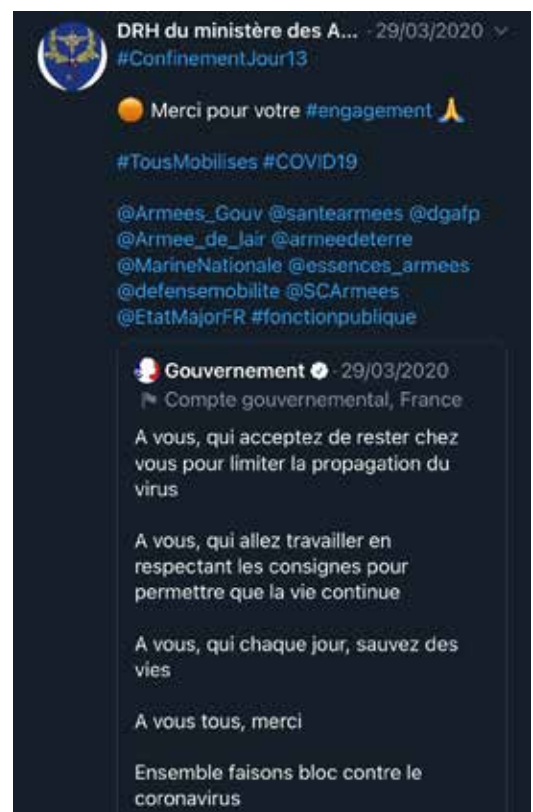 DRH du ministère des A... · 29/03/2020
#ConfinementJour13
🟠 Merci pour votre #engagement 🙏
#TousMobilises #COVID19
@Armees_Gouv @santearmees @dgafp
@Armee_de_lair @armeedeterre
@MarineNationale @essences_armees
@defensemobilite @SCArmees
@EtatMajorFR #fonctionpublique
Gouvernement · 29/03/2020
Compte gouvernemental, France
A vous, qui acceptez de rester chez
vous pour limiter la propagation du
virus
A vous, qui allez travailler en
respectant les consignes pour
permettre que la vie continue
A vous, qui chaque jour, sauvez des
vies
A vous tous, merci
Ensemble faisons bloc contre le
coronavirus